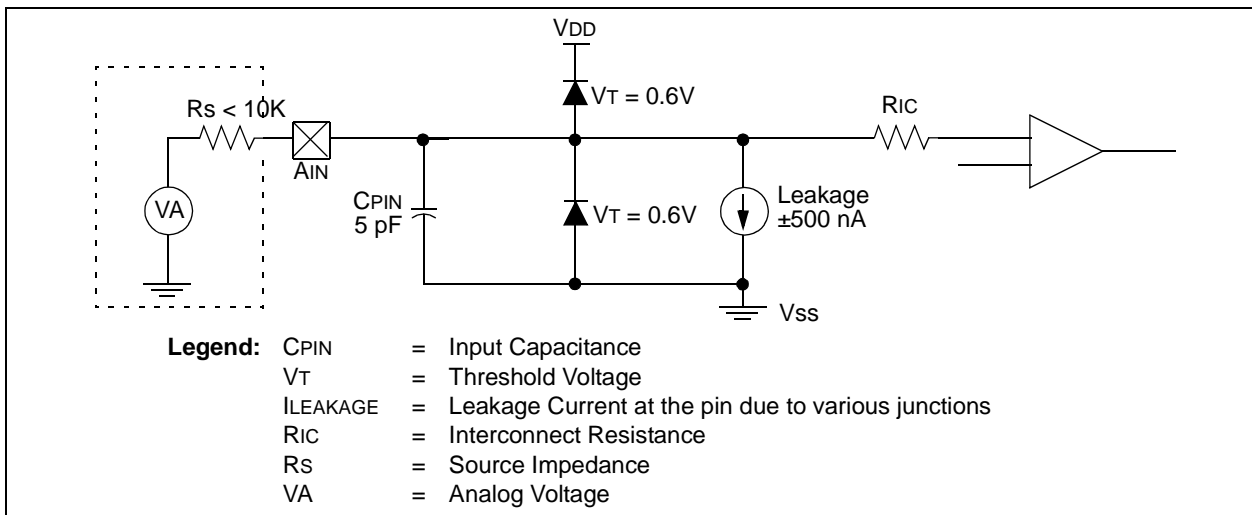 VDD
VT = 0.6V
RS < 10K
RIC
AIN
CPIN
5 pF
VT = 0.6V
Leakage
±500 nA
VA
VSS
Legend: CPIN = Input Capacitance
VT = Threshold Voltage
ILEAKAGE = Leakage Current at the pin due to various junctions
RIC = Interconnect Resistance
RS = Source Impedance
VA = Analog Voltage